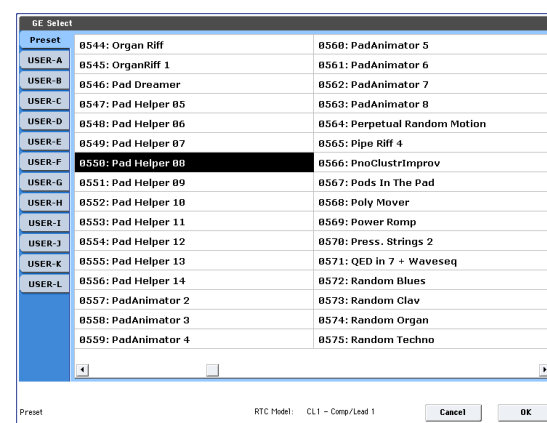 GE Select
Preset
USER-A
USER-B
USER-C
USER-D
USER-E
USER-F
USER-G
USER-H
USER-I
USER-J
USER-K
USER-L
0544: Organ Riff
0545: OrganRiff 1
0546: Pad Dreamer
0547: Pad Helper 05
0548: Pad Helper 06
0549: Pad Helper 07
0550: Pad Helper 08
0551: Pad Helper 09
0552: Pad Helper 10
0553: Pad Helper 11
0554: Pad Helper 12
0555: Pad Helper 13
0556: Pad Helper 14
0557: PadAnimator 2
0558: PadAnimator 3
0559: PadAnimator 4
0560: PadAnimator 5
0561: PadAnimator 6
0562: PadAnimator 7
0563: PadAnimator 8
0564: Perpetual Random Motion
0565: Pipe Riff 4
0566: PnoClustrImprov
0567: Pods In The Pad
0568: Poly Mover
0569: Power Romp
0570: Press. Strings 2
0571: QED in 7 + Waveseq
0572: Random Blues
0573: Random Clav
0574: Random Organ
0575: Random Techno
Preset
RTC Model: CL1 - Comp/Lead 1
Cancel
OK